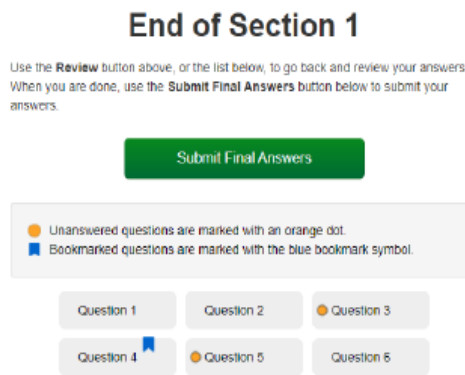 End of Section 1
Use the Review button above, or the list below, to go back and review your answers
When you are done, use the Submit Final Answers button below to submit your
answers.
Submit Final Answers
Unanswered questions are marked with an orange dot.
Bookmarked questions are marked with the blue bookmark symbol.
Question 1
Question 2
Question 3
Question 4
Question 5
Question 6